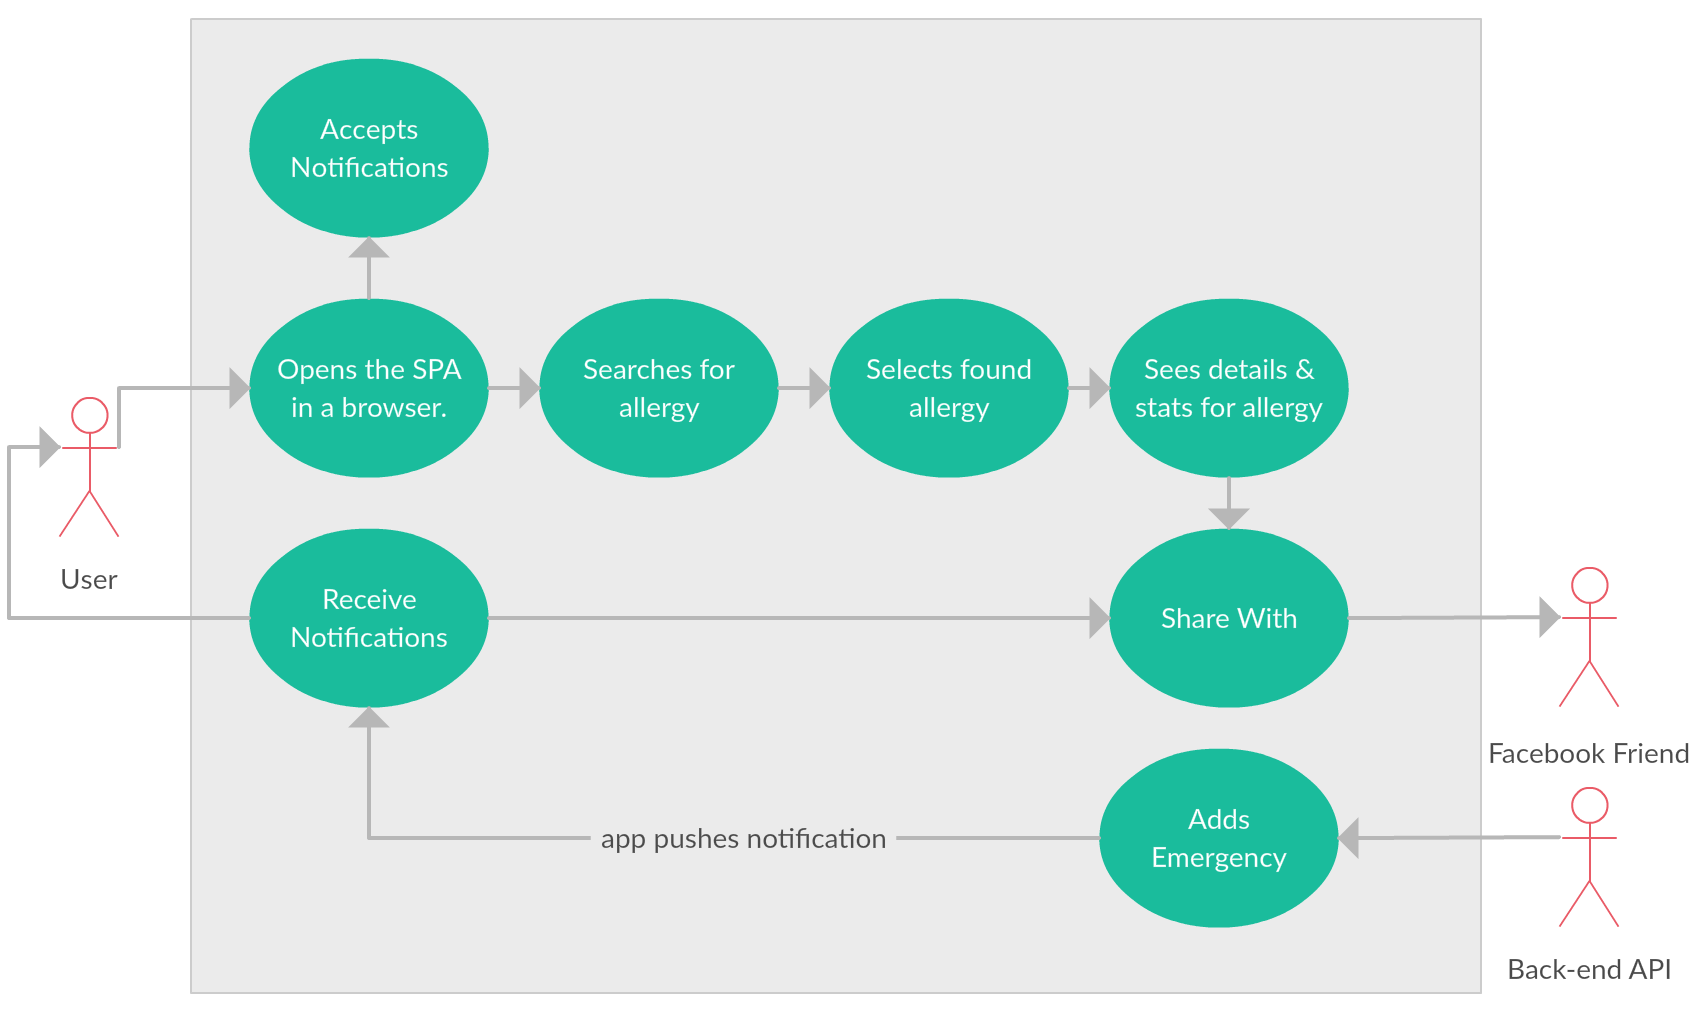 Accepts
Notifications
Opens the SPA
in a browser.
Searches for
allergy
Selects found
allergy
Sees details &
stats for allergy
User
Receive
Notifications
Share With
Facebook Friend
app pushes notification
Adds
Emergency
Back-end API